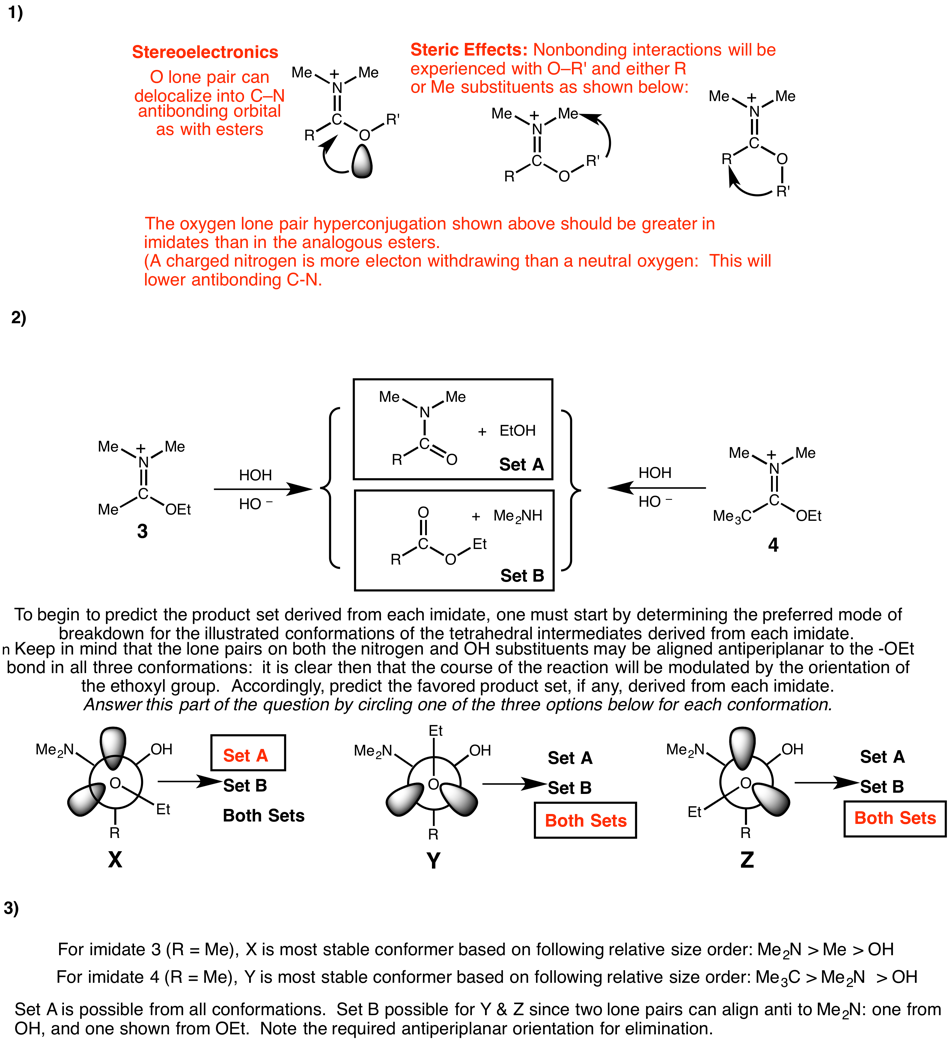 1)
Stereoelectronics
O lone pair can
delocalize into C–N
antibonding orbital
as with esters
Me + Me
N
C
R O R'
Steric Effects: Nonbonding interactions will be
experienced with O–R' and either R
or Me substituents as shown below:
Me + Me
N
C R'
R O
Me + Me
N
C
R O
R'
The oxygen lone pair hyperconjugation shown above should be greater in
imidates than in the analogous esters.
(A charged nitrogen is more electon withdrawing than a neutral oxygen: This will
lower antibonding C-N.
2)
Me Me
N
C
R O
+ EtOH
Set A
Me + Me
N
C
Me OEt
3
HOH
HO –
O
C
R O Et
+ Me2NH
Set B
HOH
HO –
Me + Me
N
C
Me3C OEt
4
To begin to predict the product set derived from each imidate, one must start by determining the preferred mode of
breakdown for the illustrated conformations of the tetrahedral intermediates derived from each imidate.
n Keep in mind that the lone pairs on both the nitrogen and OH substituents may be aligned antiperiplanar to the -OEt
bond in all three conformations: it is clear then that the course of the reaction will be modulated by the orientation of
the ethoxyl group. Accordingly, predict the favored product set, if any, derived from each imidate.
Answer this part of the question by circling one of the three options below for each conformation.
Me2N OH
O
Et
R
X
Set A
Set B
Both Sets
Et
Me2N OH
O
R
Y
Set A
Set B
Both Sets
Me2N OH
O
Et
R
Z
Set A
Set B
Both Sets
3)
For imidate 3 (R = Me), X is most stable conformer based on following relative size order: Me2N > Me > OH
For imidate 4 (R = Me), Y is most stable conformer based on following relative size order: Me3C > Me2N > OH
Set A is possible from all conformations. Set B possible for Y & Z since two lone pairs can align anti to Me2N: one from
OH, and one shown from OEt. Note the required antiperiplanar orientation for elimination.